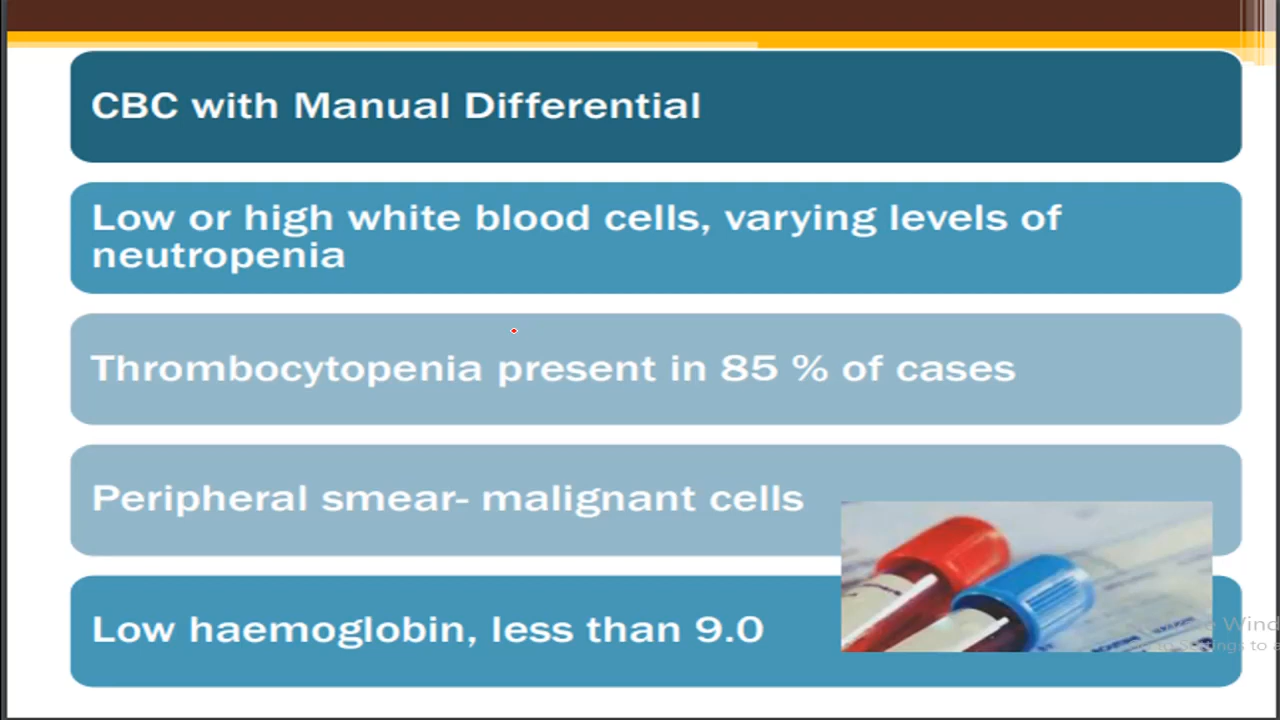 CBC with Manual Differential
Low or high white blood cells, varying levels of
neutropenia
Thrombocytopenia present in 85 % of cases
Peripheral smear- malignant cells
Low haemoglobin, less than 9.0